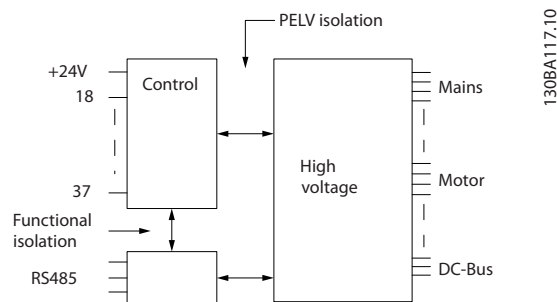 PELV isolation
130BA117.10
+24V
Control
18
37
Mains
High
voltage
Motor
Functional
isolation
RS485
DC-Bus